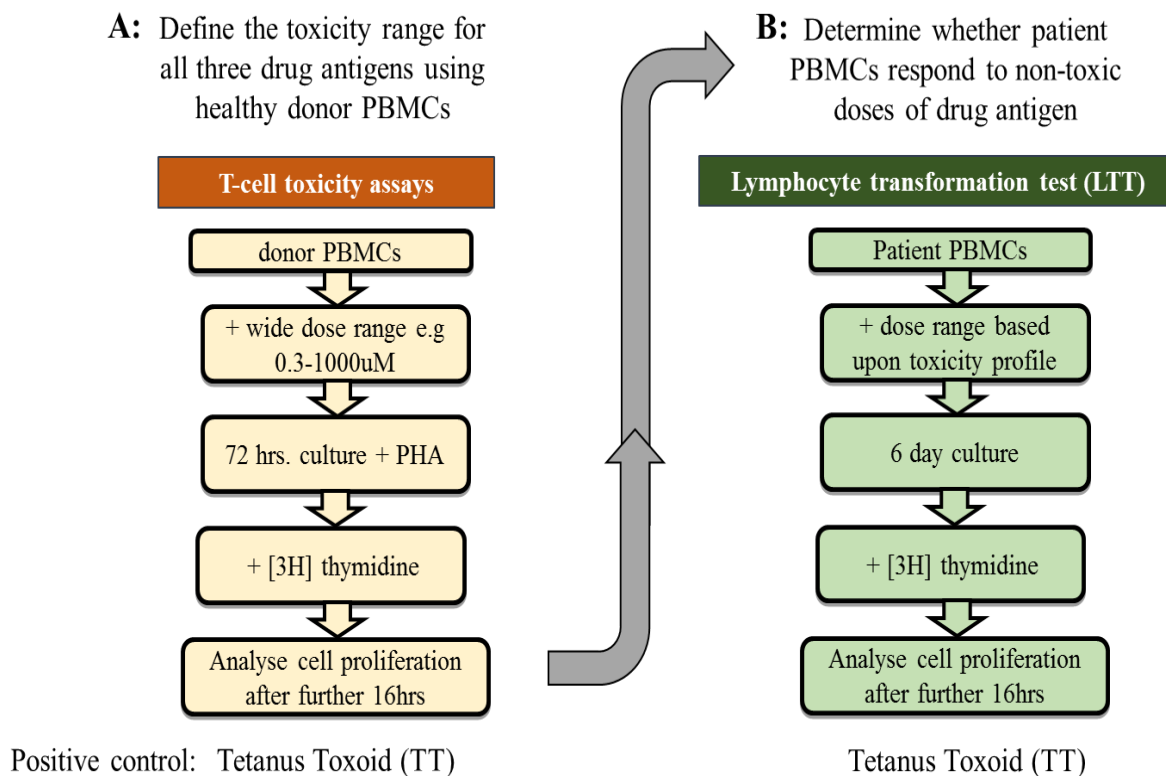 A: Define the toxicity range for
all three drug antigens using
healthy donor PBMCs
T-cell toxicity assays
donor PBMCs
+ wide dose range e.g
0.3-1000uM
72 hrs. culture + PHA
+ [3H] thymidine
Analyse cell proliferation
after further 16hrs
Positive control: Tetanus Toxoid (TT)
B: Determine whether patient
PBMCs respond to non-toxic
doses of drug antigen
Lymphocyte transformation test (LTT)
Patient PBMCs
+ dose range based
upon toxicity profile
6 day culture
+ [3H] thymidine
Analyse cell proliferation
after further 16hrs
Tetanus Toxoid (TT)